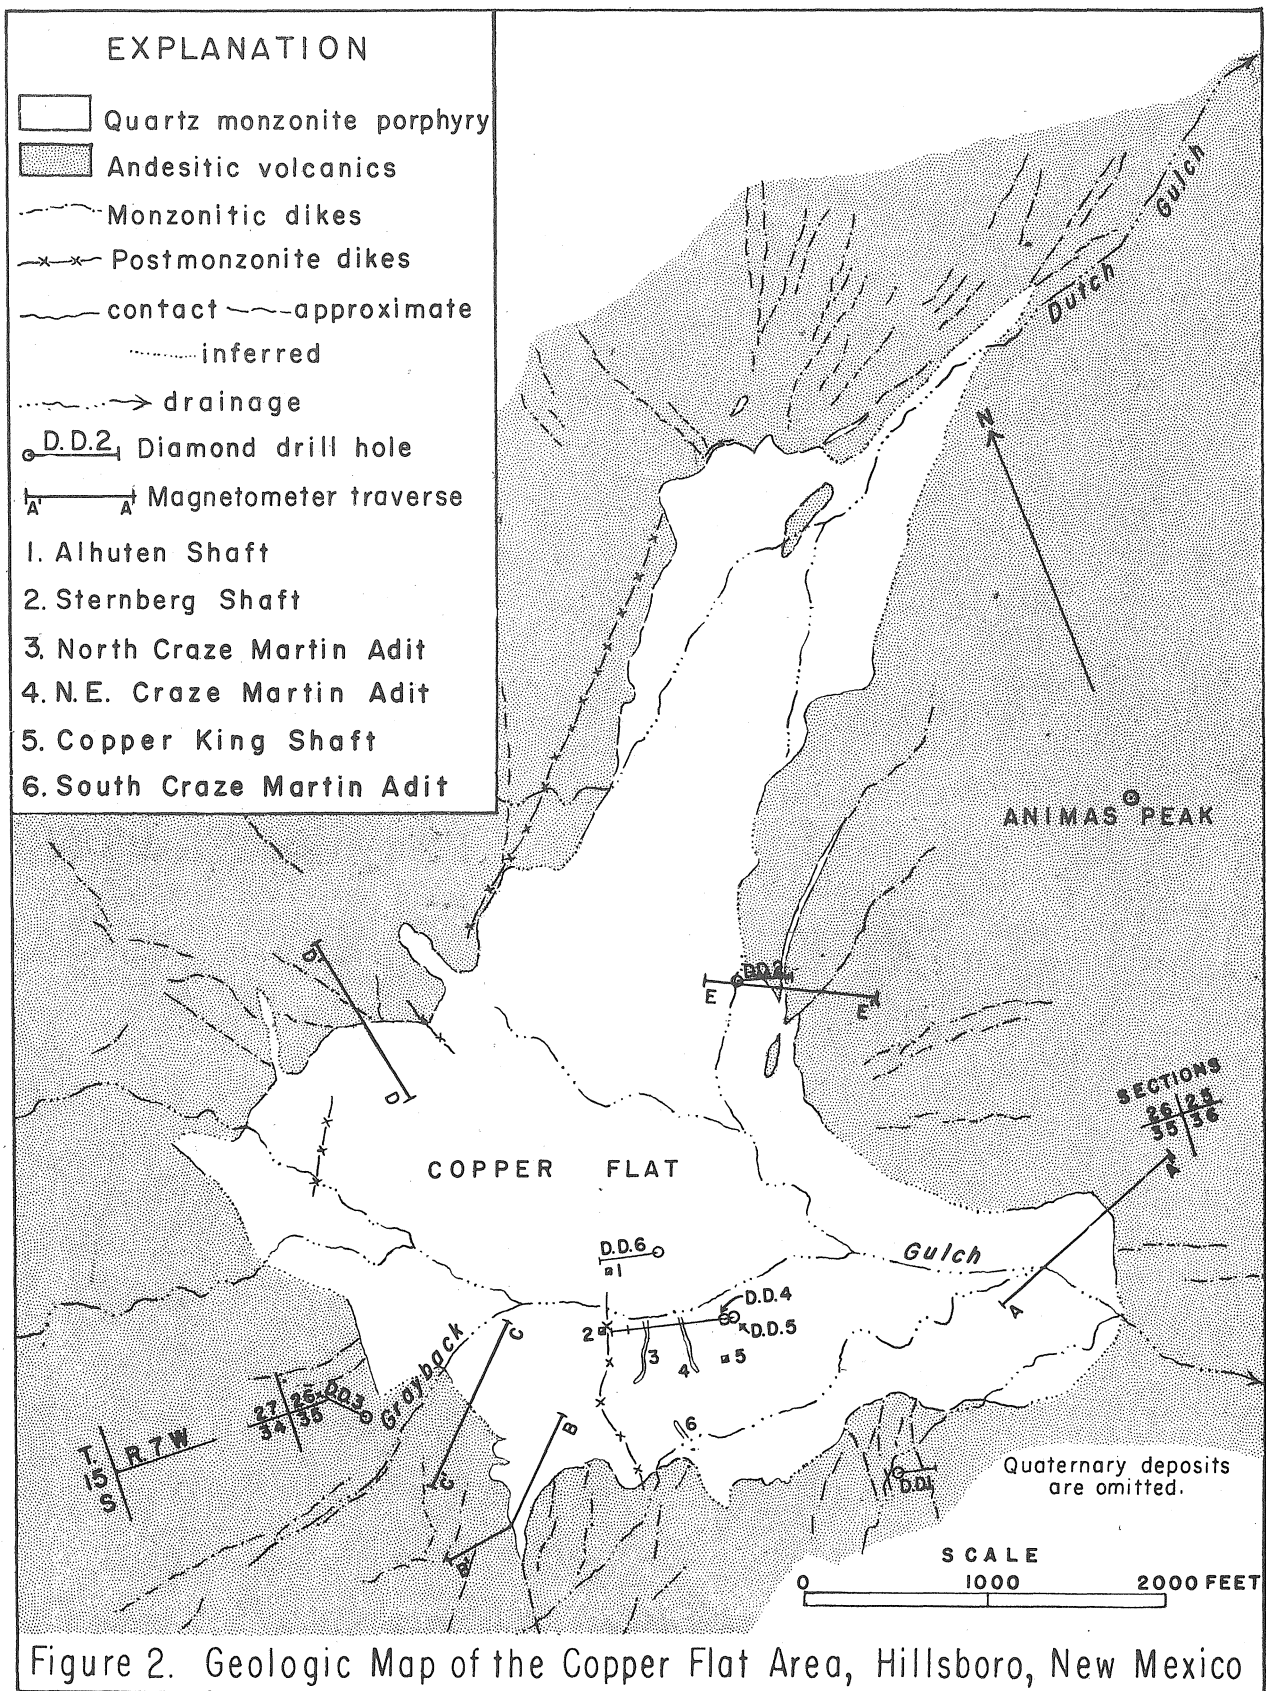 EXPLANATION
Quartz monzonite porphyry
Andesitic volcanics
Monzonitic dikes
Postmonzonite dikes
contact approximate
inferred
drainage
D.D.2 Diamond drill hole
A' A Magnetometer traverse
1. Alhuten Shaft
2. Sternberg Shaft
3. North Craze Martin Adit
4. N.E. Craze Martin Adit
5. Copper King Shaft
6. South Craze Martin Adit
Gulch
Dutch
N
ANIMAS PEAK
D'
D
D.D.2
E
E'
SECTIONS
26 25
35 36
A'
A
COPPER FLAT
D.D.6
1
Gulch
D.D.4
D.D.5
2
3
4
5
6
C
Grayback
C'
B
B'
D.D.3
27 26
34 35
T.
15
S
R. 7 W
D.D.1
Quaternary deposits
are omitted.
SCALE
0 1000 2000 FEET
Figure 2. Geologic Map of the Copper Flat Area, Hillsboro, New Mexico